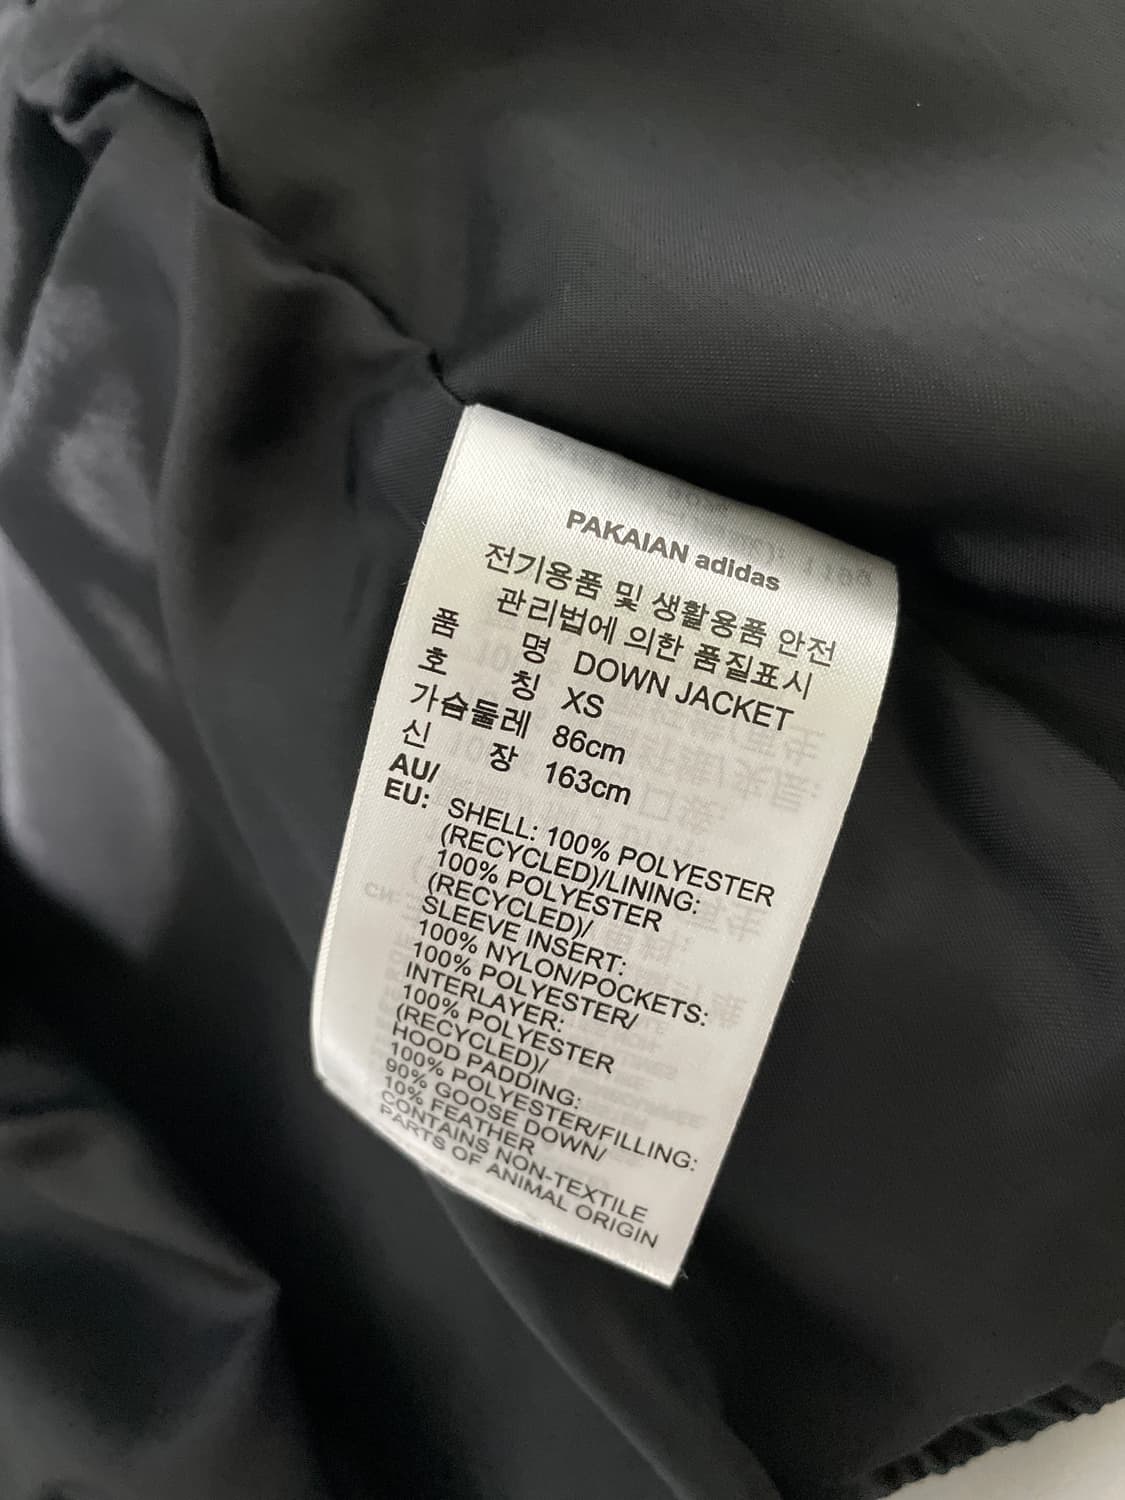 PAKAIAN adidas
전기용품 및 생활용품 안전
관리법에 의한 품질표시
품 명 DOWN JACKET
호 칭 XS
가슴둘레 86cm
신 장 163cm
AU/
EU: SHELL: 100% POLYESTER
(RECYCLED)/LINING:
100% POLYESTER
(RECYCLED)/
SLEEVE INSERT:
100% NYLON/POCKETS:
100% POLYESTER/
INTERLAYER:
100% POLYESTER
(RECYCLED)/
HOOD PADDING:
100% POLYESTER/FILLING:
90% GOOSE DOWN/
10% FEATHER
CONTAINS NON-TEXTILE
PARTS OF ANIMAL ORIGIN